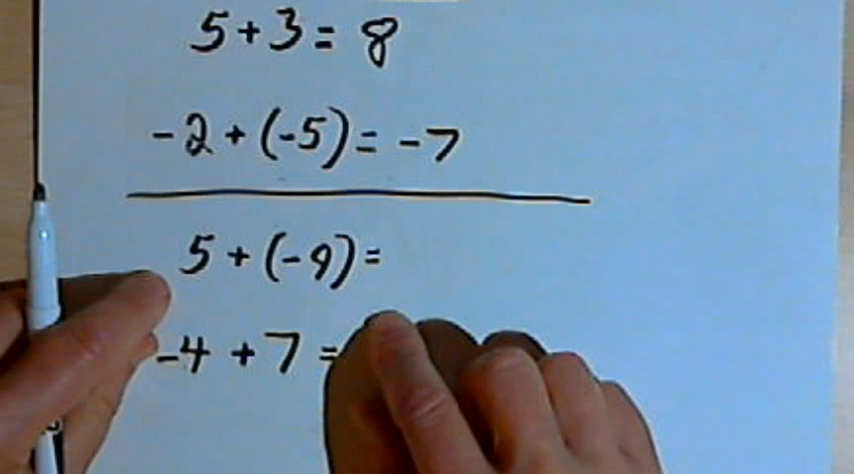 5 + 3 = 8
-2 + (-5) = -7
5 + (-9) =
-4 + 7 =